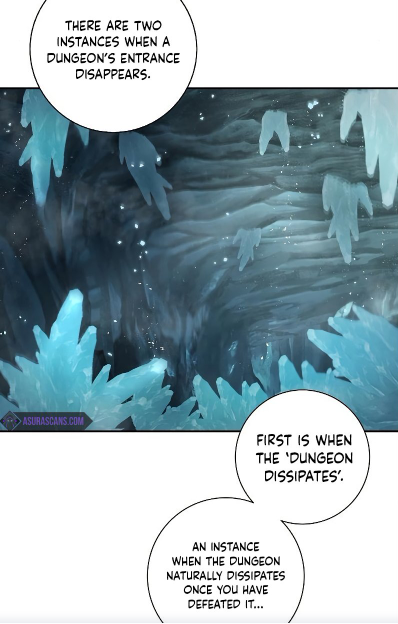 THERE ARE TWO
INSTANCES WHEN A
DUNGEON'S ENTRANCE
DISAPPEARS.
ASURASCANS.COM
FIRST IS WHEN
THE 'DUNGEON
DISSIPATES'.
AN INSTANCE
WHEN THE DUNGEON
NATURALLY DISSIPATES
ONCE YOU HAVE
DEFEATED IT...